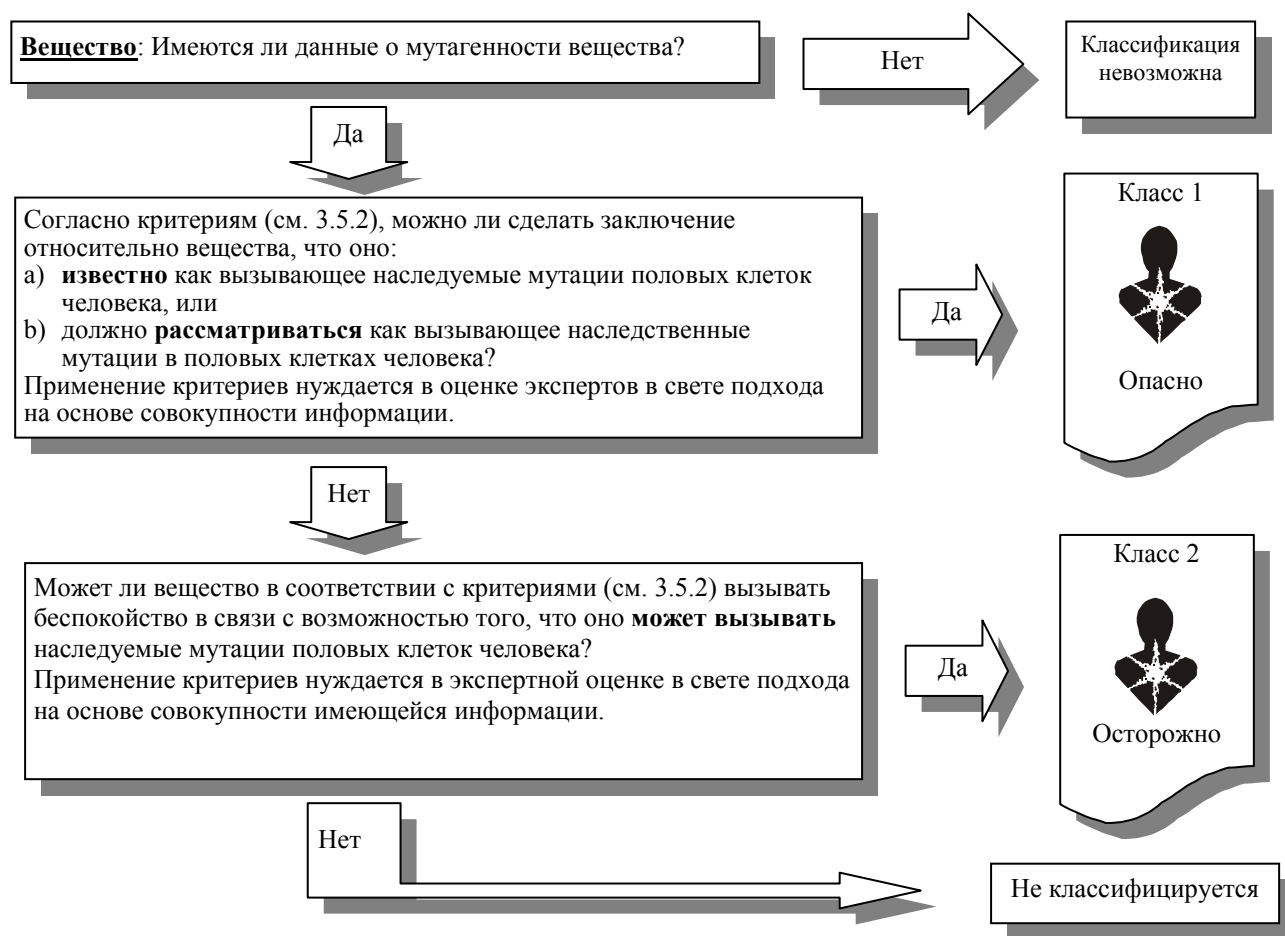 Вещество: Имеются ли данные о мутагенности вещества?
Нет
Классификация
невозможна
Да
Согласно критериям (см. 3.5.2), можно ли сделать заключение
относительно вещества, что оно:
a) известно как вызывающее наследуемые мутации половых клеток
человека, или
b) должно рассматриваться как вызывающее наследственные
мутации в половых клетках человека?
Применение критериев нуждается в оценке экспертов в свете подхода
на основе совокупности информации.
Да
Класс 1
Опасно
Нет
Может ли вещество в соответствии с критериями (см. 3.5.2) вызывать
беспокойство в связи с возможностью того, что оно может вызывать
наследуемые мутации половых клеток человека?
Применение критериев нуждается в экспертной оценке в свете подхода
на основе совокупности имеющейся информации.
Да
Класс 2
Осторожно
Нет
Не классифицируется